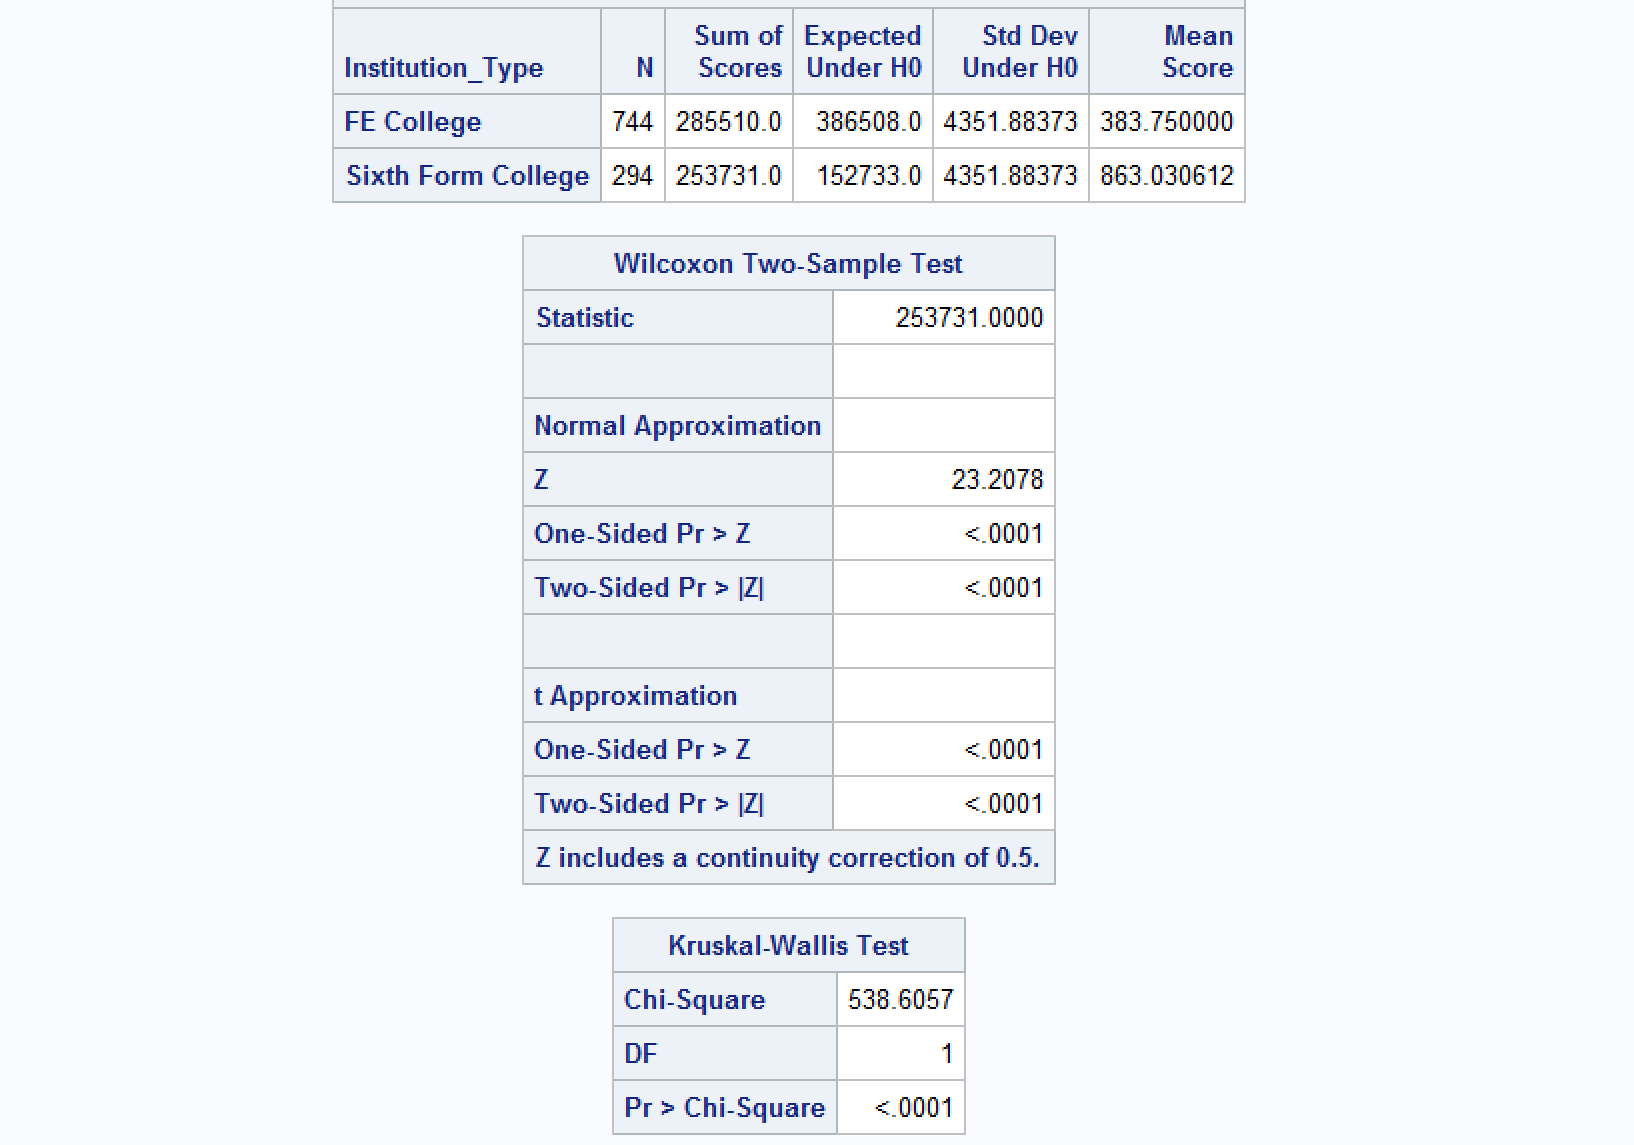 Institution_Type N Sum of Scores Expected Under H0 Std Dev Under H0 Mean Score
FE College 744 285510.0 386508.0 4351.88373 383.750000
Sixth Form College 294 253731.0 152733.0 4351.88373 863.030612
Wilcoxon Two-Sample Test
Statistic 253731.0000
Normal Approximation
Z 23.2078
One-Sided Pr > Z <.0001
Two-Sided Pr > |Z| <.0001
t Approximation
One-Sided Pr > Z <.0001
Two-Sided Pr > |Z| <.0001
Z includes a continuity correction of 0.5.
Kruskal-Wallis Test
Chi-Square 538.6057
DF 1
Pr > Chi-Square <.0001